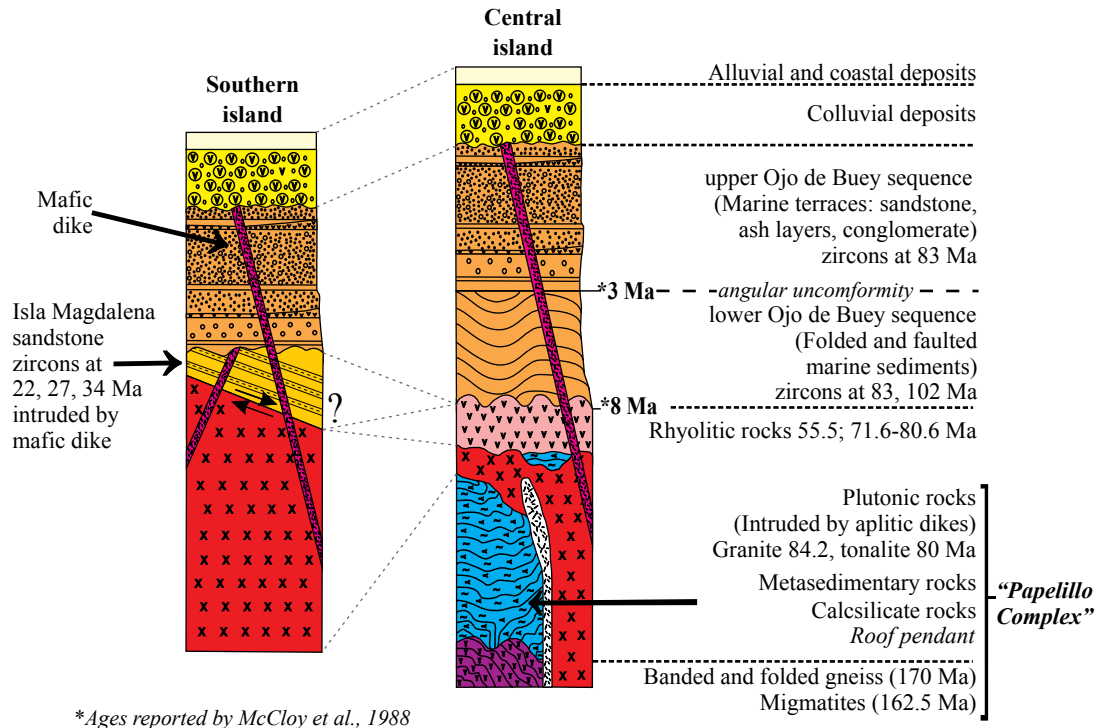 Central
island
Southern
island
Alluvial and coastal deposits
Colluvial deposits
Mafic
dike
upper Ojo de Buey sequence
(Marine terraces: sandstone,
ash layers, conglomerate)
zircons at 83 Ma
*3 Ma
angular uncomformity
Isla Magdalena
sandstone
zircons at
22, 27, 34 Ma
intruded by
mafic dike
?
lower Ojo de Buey sequence
(Folded and faulted
marine sediments)
zircons at 83, 102 Ma
*8 Ma
Rhyolitic rocks 55.5; 71.6-80.6 Ma
Plutonic rocks
(Intruded by aplitic dikes)
Granite 84.2, tonalite 80 Ma
Metasedimentary rocks
Calcsilicate rocks
Roof pendant
"Papelillo
Complex"
Banded and folded gneiss (170 Ma)
Migmatites (162.5 Ma)
*Ages reported by McCloy et al., 1988